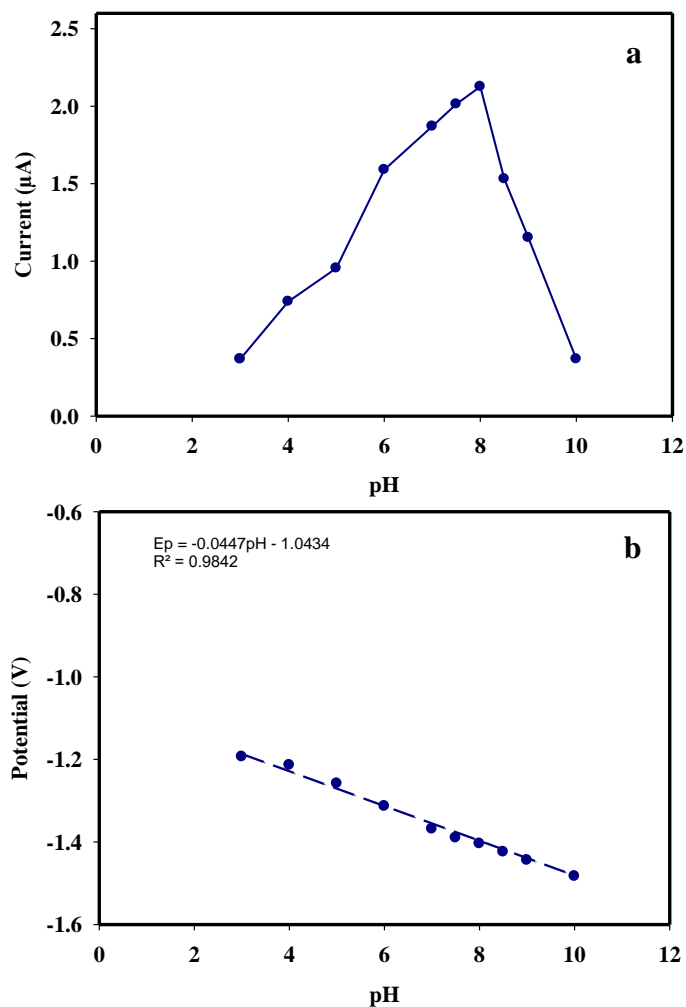 a
2.5
2.0
1.5
1.0
0.5
0.0
Current (µA)
0 2 4 6 8 10 12
pH
b
Ep = -0.0447pH - 1.0434
R² = 0.9842
-0.6
-0.8
-1.0
-1.2
-1.4
-1.6
Potential (V)
0 2 4 6 8 10 12
pH